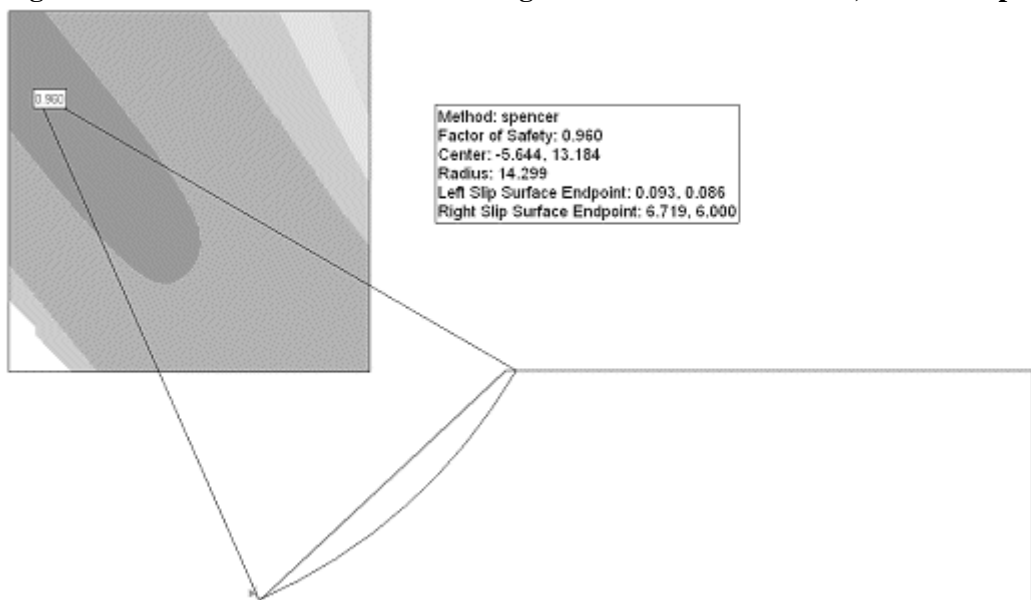 0.960
Method: spencer
Factor of Safety: 0.960
Center: -5.644, 13.184
Radius: 14.299
Left Slip Surface Endpoint: 0.093, 0.086
Right Slip Surface Endpoint: 6.719, 6.000